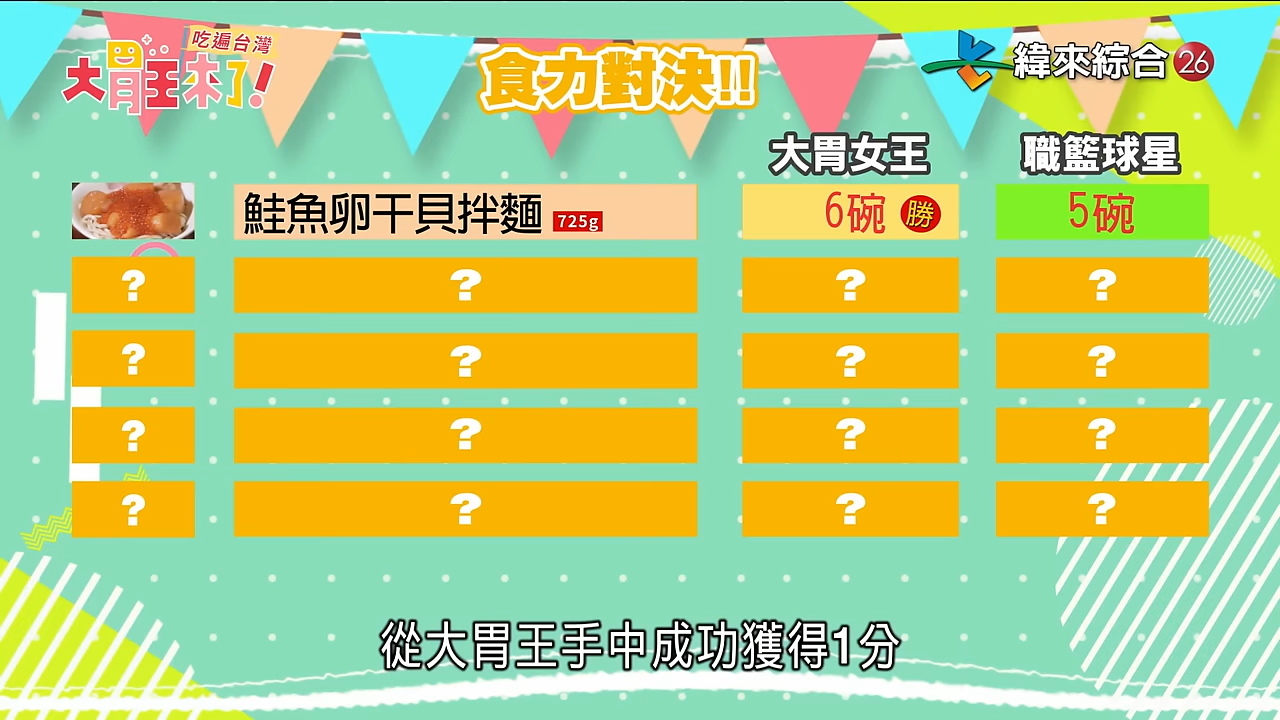 吃遍台灣
大胃王來了!
食力對決!!
緯來綜合 26
大胃女王 職籃球星
鮭魚卵干貝拌麵 725g 6碗 勝 5碗
? ? ? ?
? ? ? ?
? ? ? ?
? ? ? ?
從大胃王手中成功獲得1分